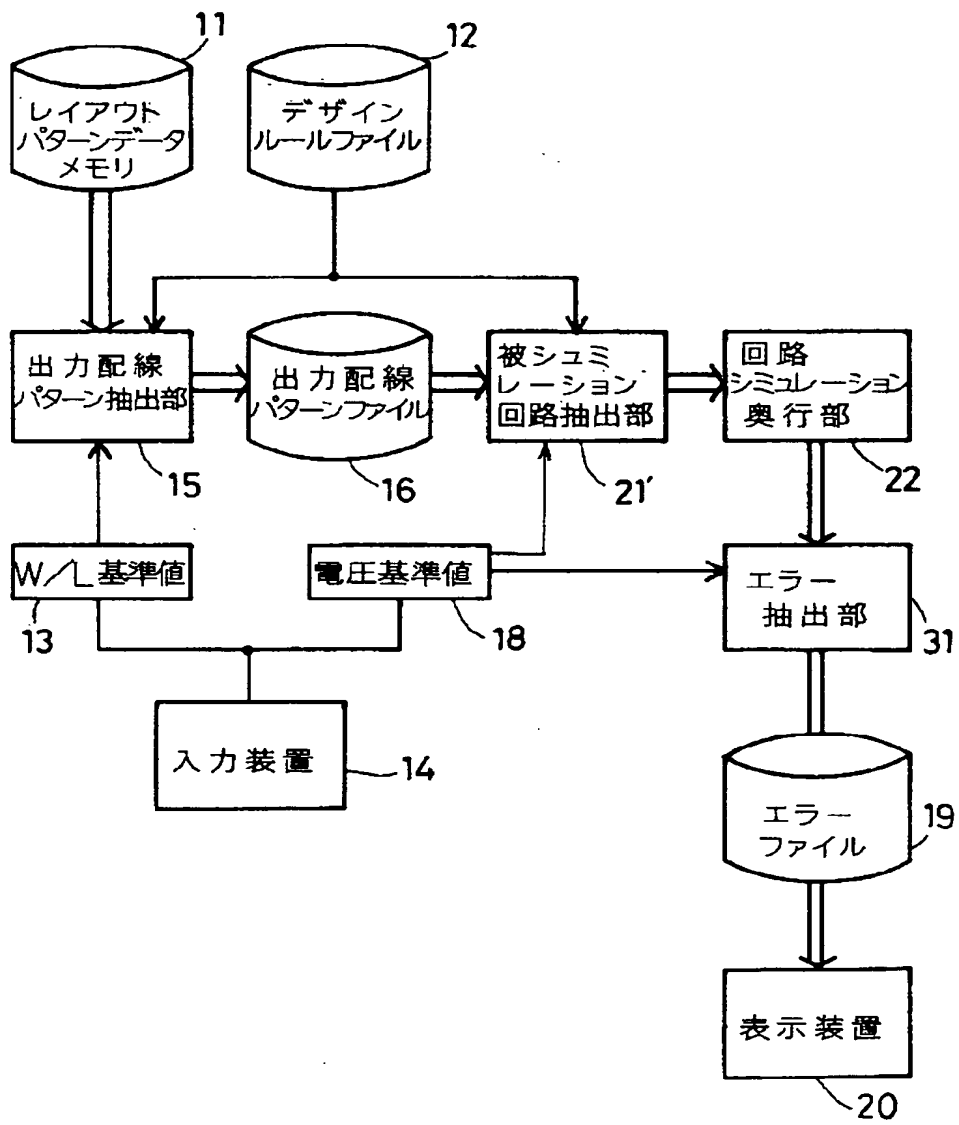 11
12
レイアウト
パターンデータ
メモリ
デザイン
ルールファイル
出力配線
パターン抽出部
出力配線
パターンファイル
被シュミ
レーション
回路抽出部
回路
シミュレーション
奥行部
15
16
21′
22
W/L基準値
電圧基準値
エラー
抽出部
13
18
31
入力装置
14
エラー
ファイル
19
表示装置
20